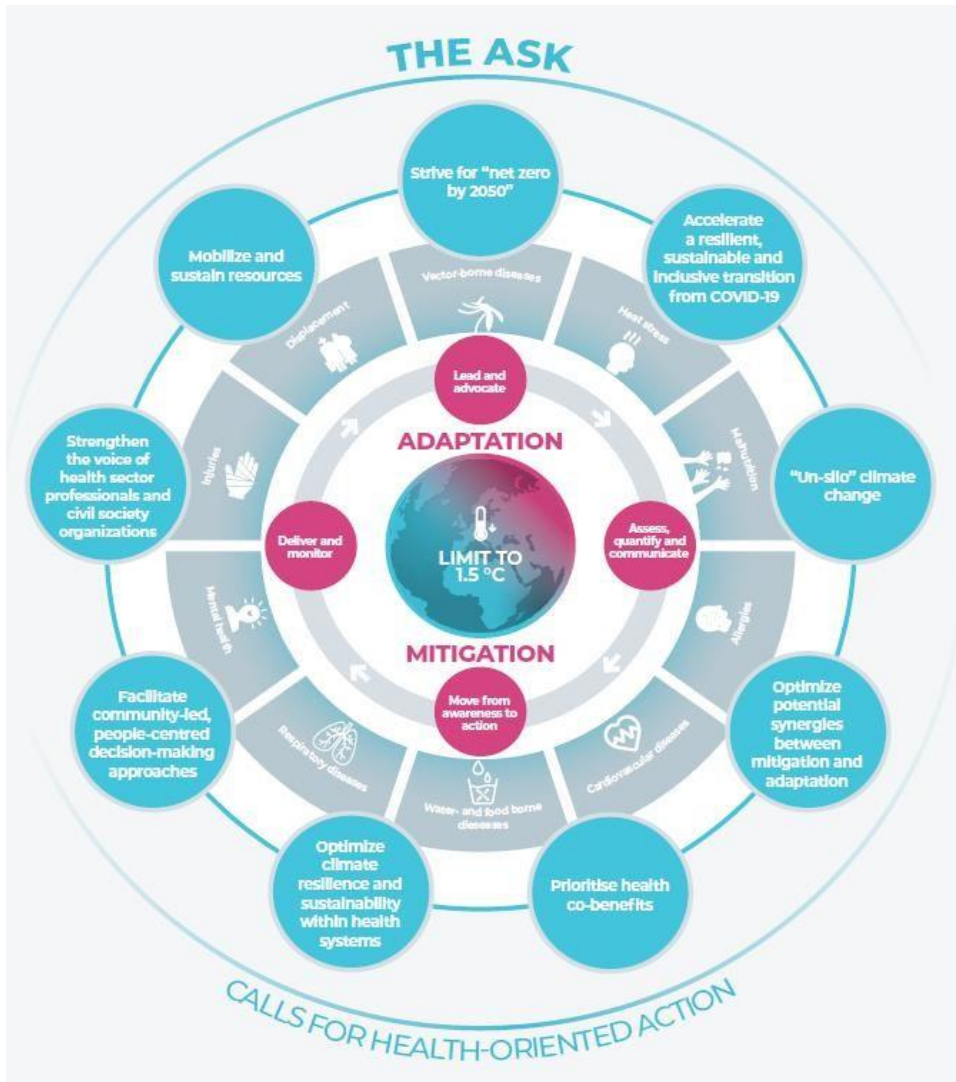 THE ASK
Strive for "net zero
by 2050"
Accelerate
a resilient,
sustainable and
inclusive transition
from COVID-19
"Un-silo" climate
change
Optimize
potential
synergies
between
mitigation and
adaptation
Prioritise health
co-benefits
Optimize
climate
resilience and
sustainability
within health
systems
Facilitate
community-led,
people-centred
decision-making
approaches
Strengthen
the voice of
health sector
professionals and
civil society
organizations
Mobilize and
sustain resources
Vector-borne diseases
Heat stress
Malnutrition
Allergies
Cardiovascular diseases
Water- and food borne
dieseases
Respiratory diseases
Mental health
Injuries
Displacement
Lead and
advocate
Assess,
quantify and
communicate
Move from
awareness to
action
Deliver and
monitor
ADAPTATION
LIMIT TO
1.5 °C
MITIGATION
CALLS FOR HEALTH-ORIENTED ACTION